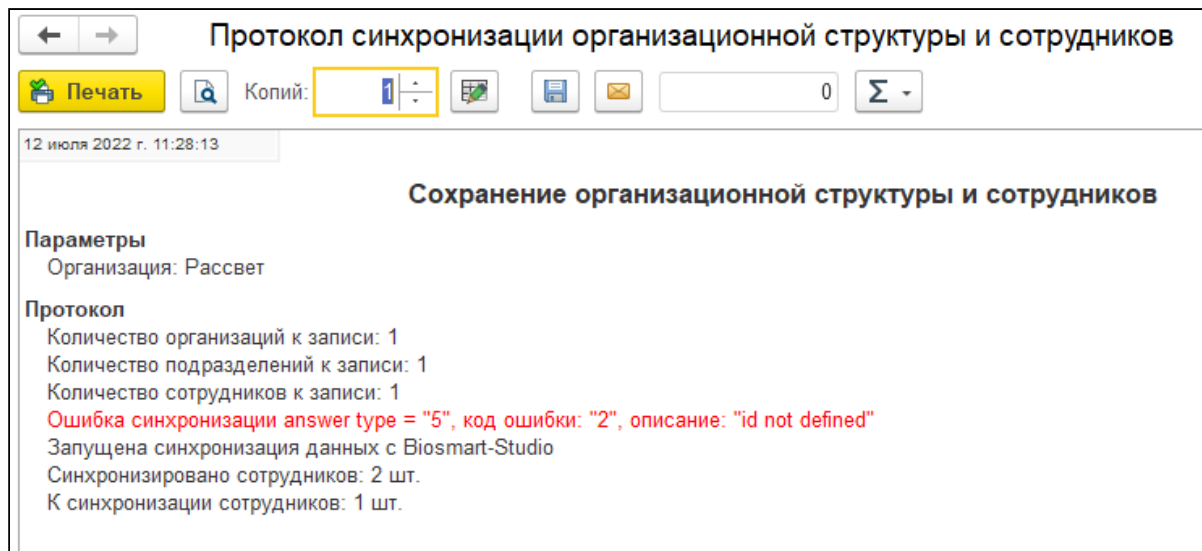 Протокол синхронизации организационной структуры и сотрудников
Печать Копий: 1 0 Σ
12 июля 2022 г. 11:28:13
Сохранение организационной структуры и сотрудников
Параметры
Организация: Рассвет
Протокол
Количество организаций к записи: 1
Количество подразделений к записи: 1
Количество сотрудников к записи: 1
Ошибка синхронизации answer type = "5", код ошибки: "2", описание: "id not defined"
Запущена синхронизация данных с Biosmart-Studio
Синхронизировано сотрудников: 2 шт.
К синхронизации сотрудников: 1 шт.